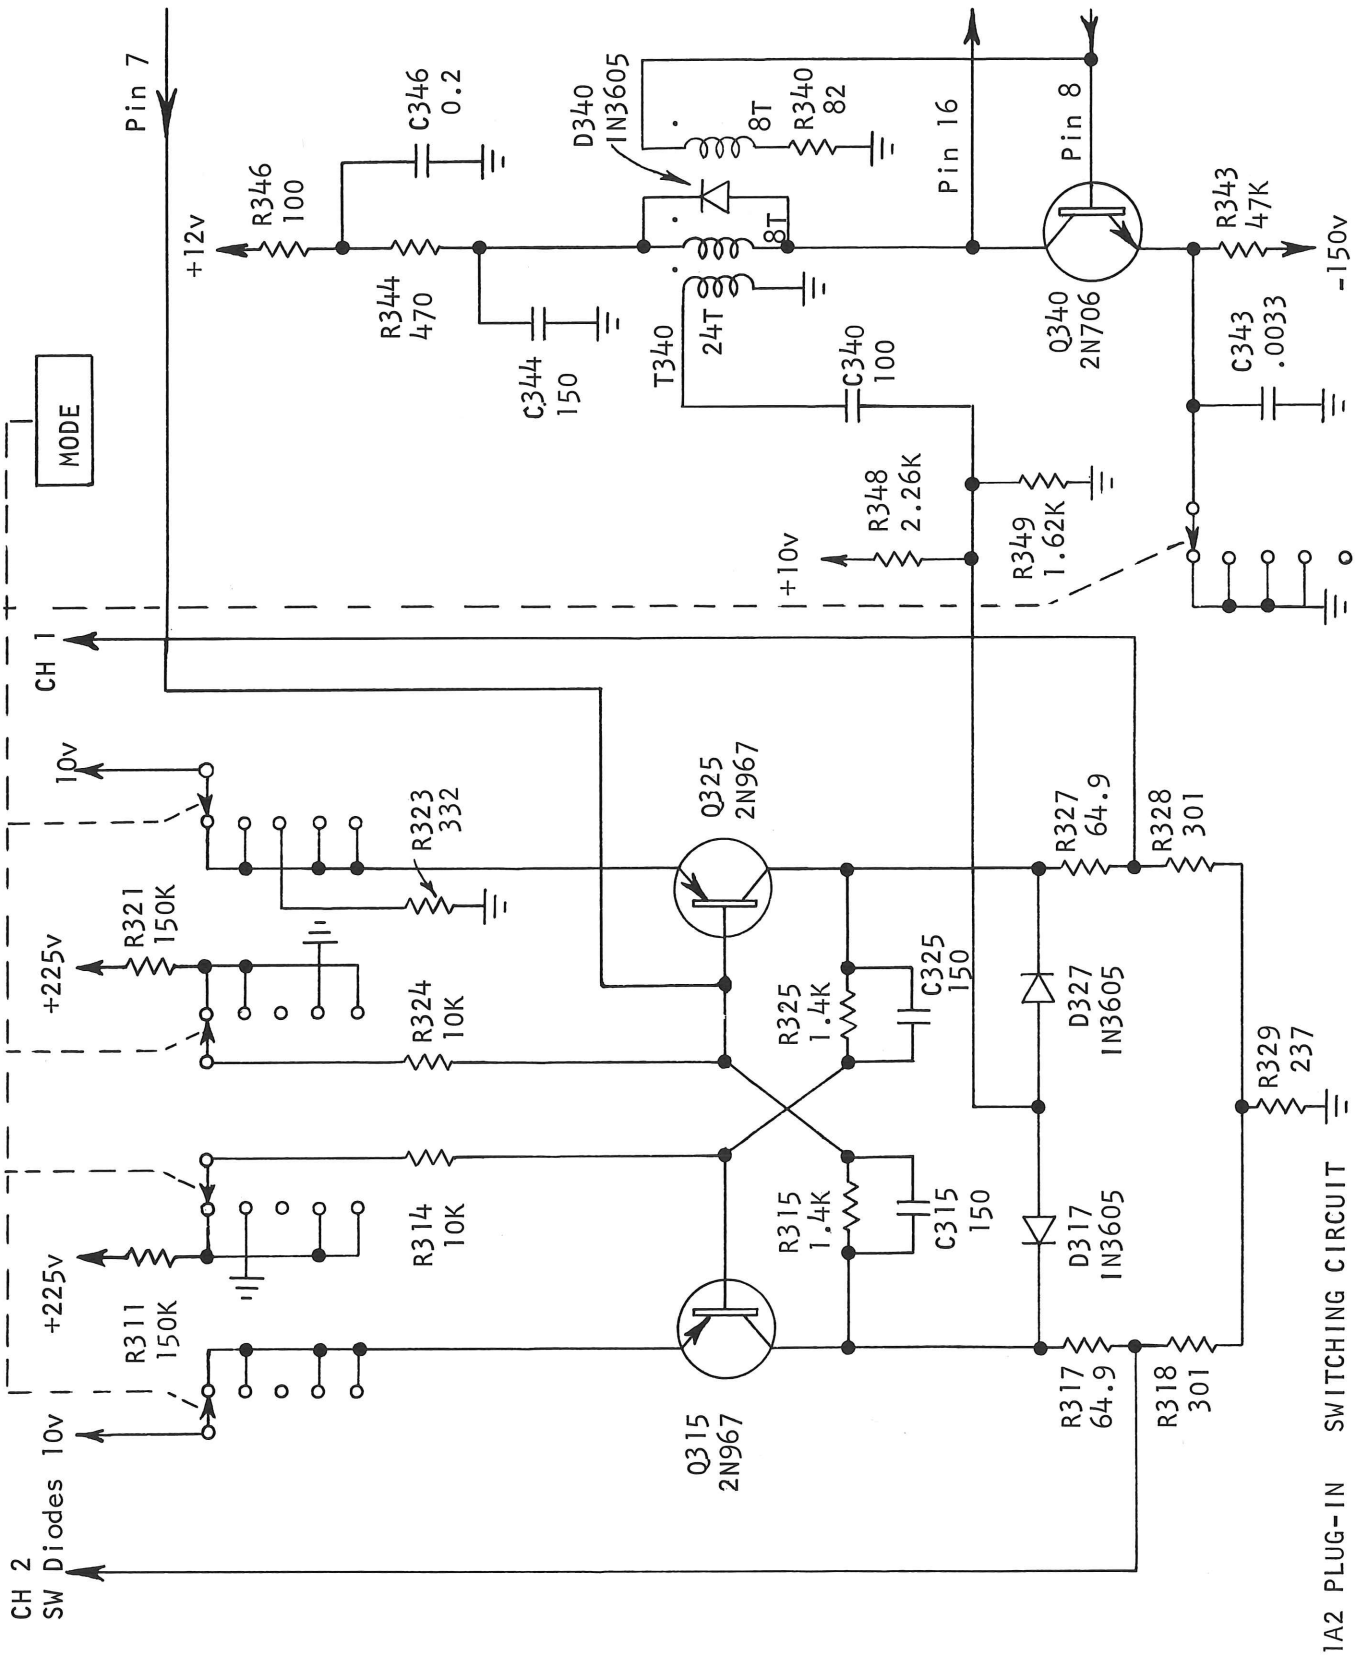 CH 2
SW Diodes
10v
+225v
R311
150K
+225v
R321
150K
10v
CH 1
MODE
Pin 7
+12v
R346
100
C346
0.2
R344
470
C344
150
D340
IN3605
8T
R340
82
8T
T340
24T
C340
100
Pin 16
Pin 8
Q340
2N706
R343
47K
-150v
C343
.0033
+10v
R348
2.26K
R349
1.62K
R323
332
R324
10K
R314
10K
Q325
2N967
Q315
2N967
R325
1.4K
C325
150
R315
1.4K
C315
150
D327
IN3605
D317
IN3605
R327
64.9
R328
301
R317
64.9
R318
301
R329
237
1A2 PLUG-IN SWITCHING CIRCUIT